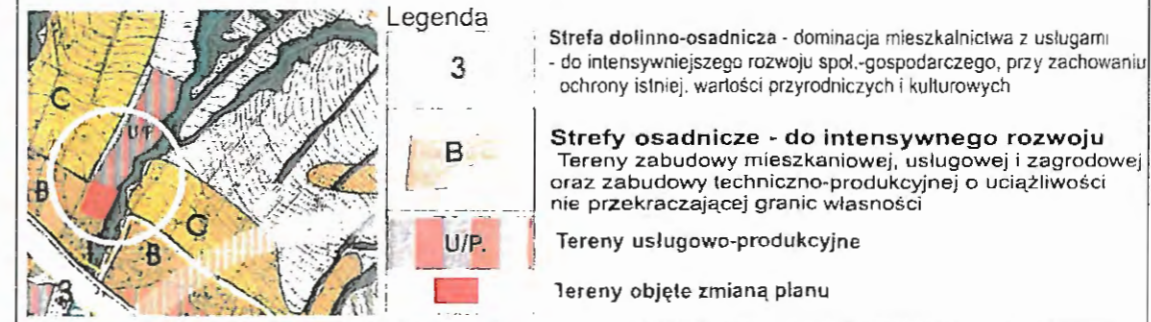 Legenda
C
U/P.
B
C
B
3
3
Strefa dolinno-osadnicza - dominacja mieszkalnictwa z usługami
- do intensywniejszego rozwoju społ.-gospodarczego, przy zachowaniu
ochrony istniej. wartości przyrodniczych i kulturowych
B
Strefy osadnicze - do intensywnego rozwoju
Tereny zabudowy mieszkaniowej, usługowej i zagrodowej
oraz zabudowy techniczno-produkcyjnej o uciążliwości
nie przekraczającej granic własności
U/P.
Tereny usługowo-produkcyjne
Tereny objęte zmianą planu